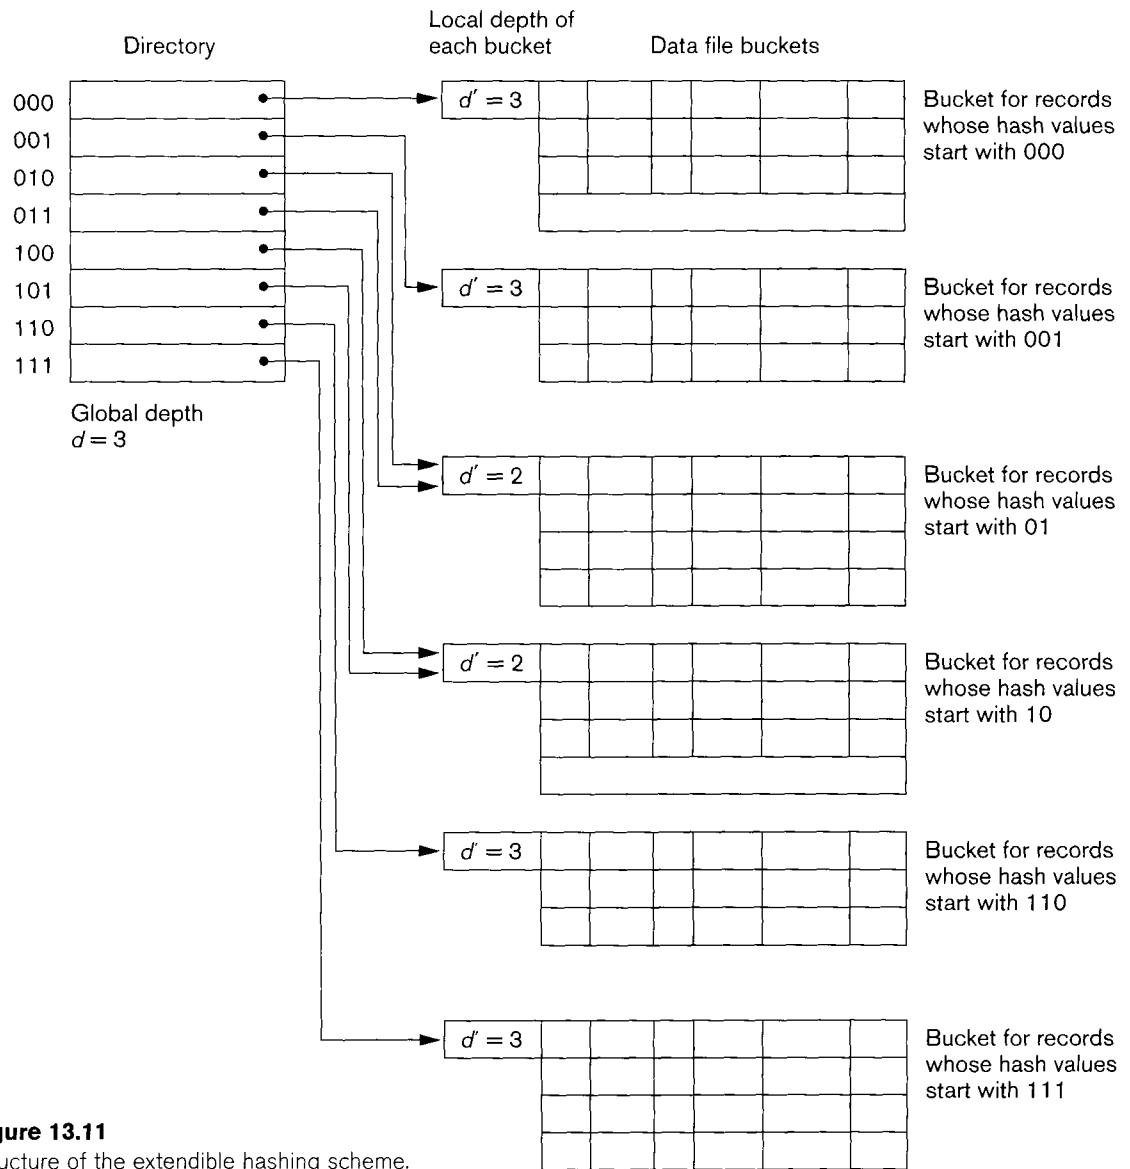 Directory
Local depth of
each bucket
Data file buckets
000
001
010
011
100
101
110
111
Global depth
d = 3
d′ = 3
Bucket for records
whose hash values
start with 000
d′ = 3
Bucket for records
whose hash values
start with 001
d′ = 2
Bucket for records
whose hash values
start with 01
d′ = 2
Bucket for records
whose hash values
start with 10
d′ = 3
Bucket for records
whose hash values
start with 110
d′ = 3
Bucket for records
whose hash values
start with 111
gure 13.11
ucture of the extendible hashing scheme.